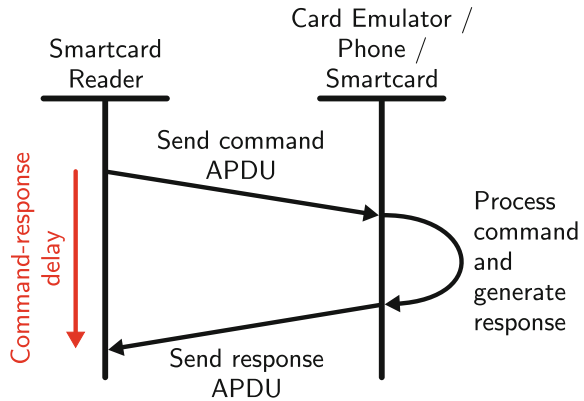 Smartcard
Reader
Card Emulator /
Phone /
Smartcard
Send command
APDU
Command-response
delay
Process
command
and
generate
response
Send response
APDU